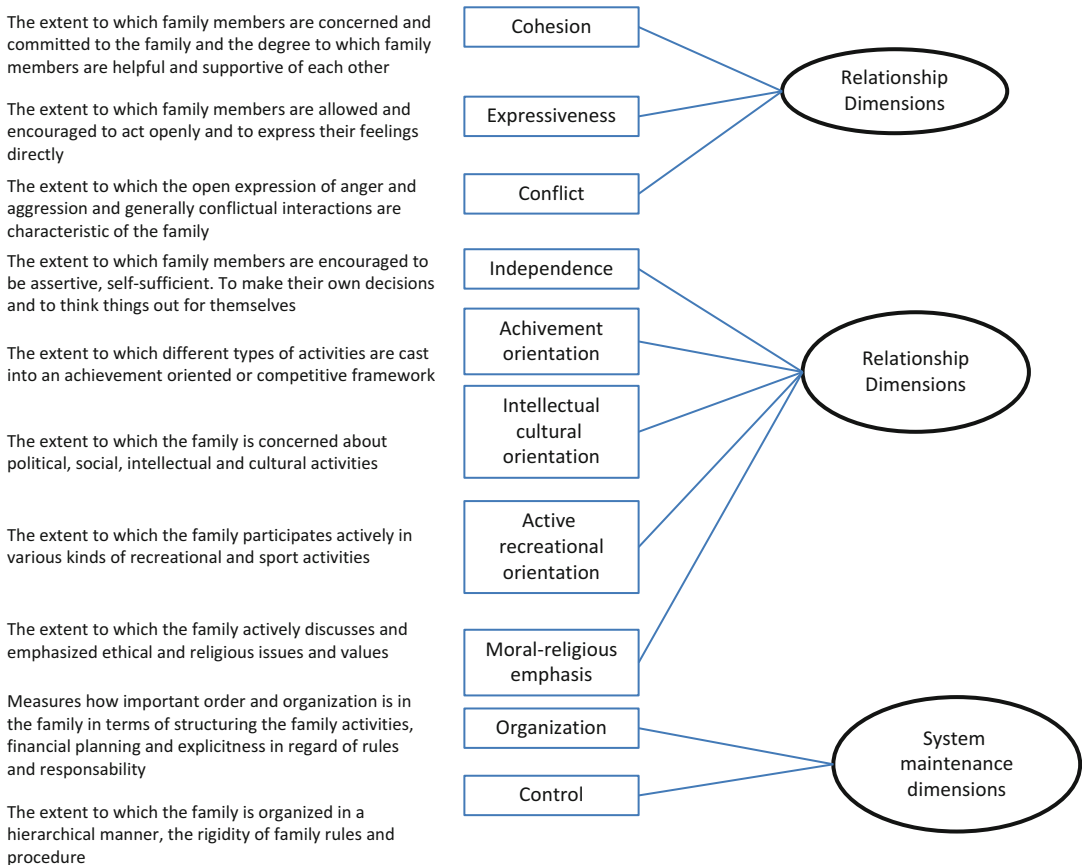 The extent to which family members are concerned and
committed to the family and the degree to which family
members are helpful and supportive of each other
Cohesion
The extent to which family members are allowed and
encouraged to act openly and to express their feelings
directly
Expressiveness
The extent to which the open expression of anger and
aggression and generally conflictual interactions are
characteristic of the family
Conflict
Relationship
Dimensions
The extent to which family members are encouraged to
be assertive, self-sufficient. To make their own decisions
and to think things out for themselves
Independence
The extent to which different types of activities are cast
into an achievement oriented or competitive framework
Achivement
orientation
The extent to which the family is concerned about
political, social, intellectual and cultural activities
Intellectual
cultural
orientation
The extent to which the family participates actively in
various kinds of recreational and sport activities
Active
recreational
orientation
The extent to which the family actively discusses and
emphasized ethical and religious issues and values
Moral-religious
emphasis
Relationship
Dimensions
Measures how important order and organization is in
the family in terms of structuring the family activities,
financial planning and explicitness in regard of rules
and responsability
Organization
The extent to which the family is organized in a
hierarchical manner, the rigidity of family rules and
procedure
Control
System
maintenance
dimensions